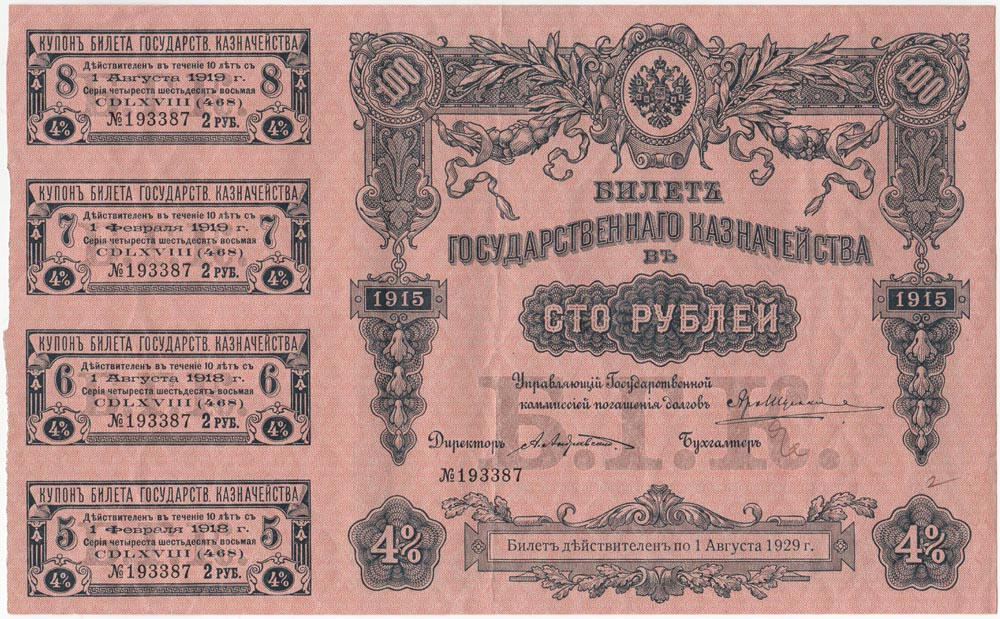 КУПОНЪ БИЛЕТА ГОСУДАРСТВ. КАЗНАЧЕЙСТВА
Дѣйствителенъ въ теченіе 10 лѣтъ съ
8 1 Августа 1919 г. 8
Серія четыреста шестьдесятъ восьмая
CDLXVIII (468)
4% №193387 2 РУБ. 4%
КУПОНЪ БИЛЕТА ГОСУДАРСТВ. КАЗНАЧЕЙСТВА
Дѣйствителенъ въ теченіе 10 лѣтъ съ
7 1 Февраля 1919 г. 7
Серія четыреста шестьдесятъ восьмая
CDLXVIII (468)
4% №193387 2 РУБ. 4%
КУПОНЪ БИЛЕТА ГОСУДАРСТВ. КАЗНАЧЕЙСТВА
Дѣйствителенъ въ теченіе 10 лѣтъ съ
6 1 Августа 1918 г. 6
Серія четыреста шестьдесятъ восьмая
CDLXVIII (468)
4% №193387 2 РУБ. 4%
КУПОНЪ БИЛЕТА ГОСУДАРСТВ. КАЗНАЧЕЙСТВА
Дѣйствителенъ въ теченіе 10 лѣтъ съ
5 1 Февраля 1918 г. 5
Серія четыреста шестьдесятъ восьмая
CDLXVIII (468)
4% №193387 2 РУБ. 4%
100 100
БИЛЕТЪ
ГОСУДАРСТВЕННАГО КАЗНАЧЕЙСТВА
ВЪ
1915 1915
СТО РУБЛЕЙ
Управляющій Государственной
коммиссіей погашенія долговъ
Директоръ Бухгалтеръ
Б.Г.К.
№193387
2
4% 4%
Билетъ дѣйствителенъ по 1 Августа 1929 г.